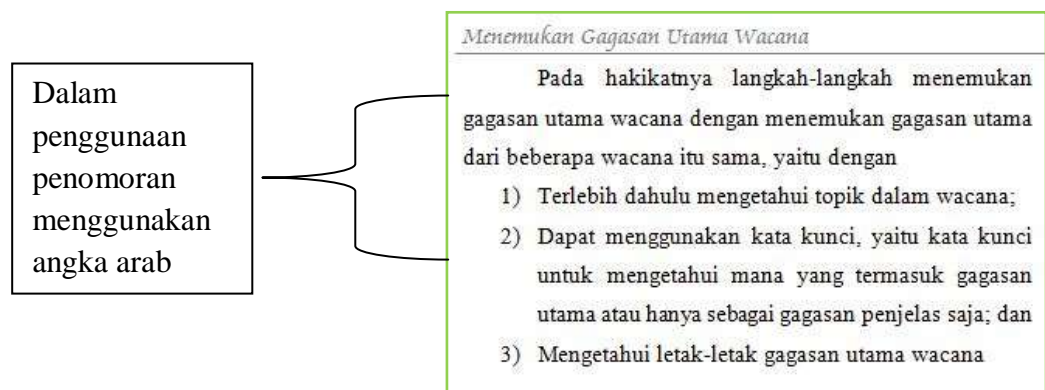 Dalam
penggunaan
penomoran
menggunakan
angka arab
Menemukan Gagasan Utama Wacana
Pada hakikatnya langkah-langkah menemukan
gagasan utama wacana dengan menemukan gagasan utama
dari beberapa wacana itu sama, yaitu dengan
1) Terlebih dahulu mengetahui topik dalam wacana;
2) Dapat menggunakan kata kunci, yaitu kata kunci
untuk mengetahui mana yang termasuk gagasan
utama atau hanya sebagai gagasan penjelas saja; dan
3) Mengetahui letak-letak gagasan utama wacana